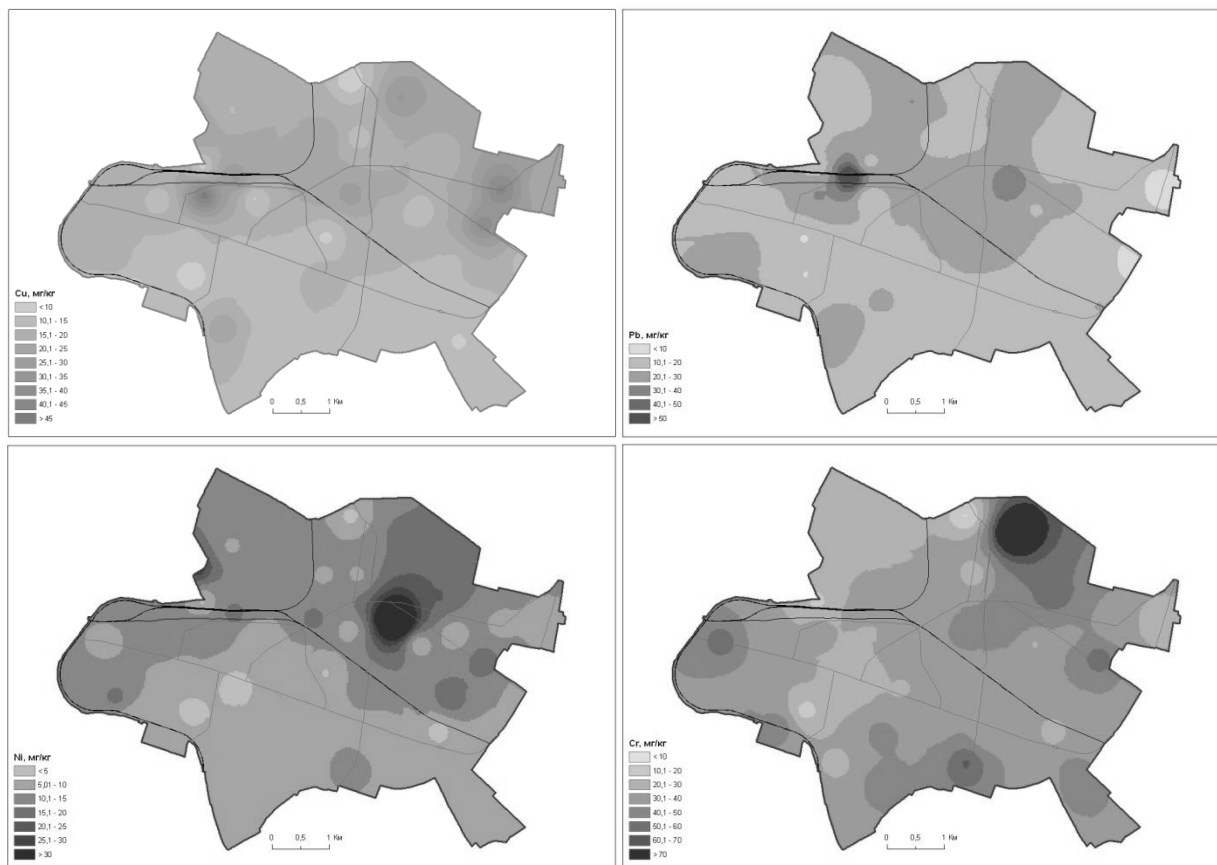 Cu, мг/кг
< 10
10,1 - 15
15,1 - 20
20,1 - 25
25,1 - 30
30,1 - 35
35,1 - 40
40,1 - 45
> 45
0 0,5 1 Км
Pb, мг/кг
< 10
10,1 - 20
20,1 - 30
30,1 - 40
40,1 - 50
> 50
0 0,5 1 Км
Ni, мг/кг
< 5
5,01 - 10
10,1 - 15
15,1 - 20
20,1 - 25
25,1 - 30
> 30
0 0,5 1 Км
Cr, мг/кг
< 10
10,1 - 20
20,1 - 30
30,1 - 40
40,1 - 50
50,1 - 60
60,1 - 70
> 70
0 0,5 1 Км